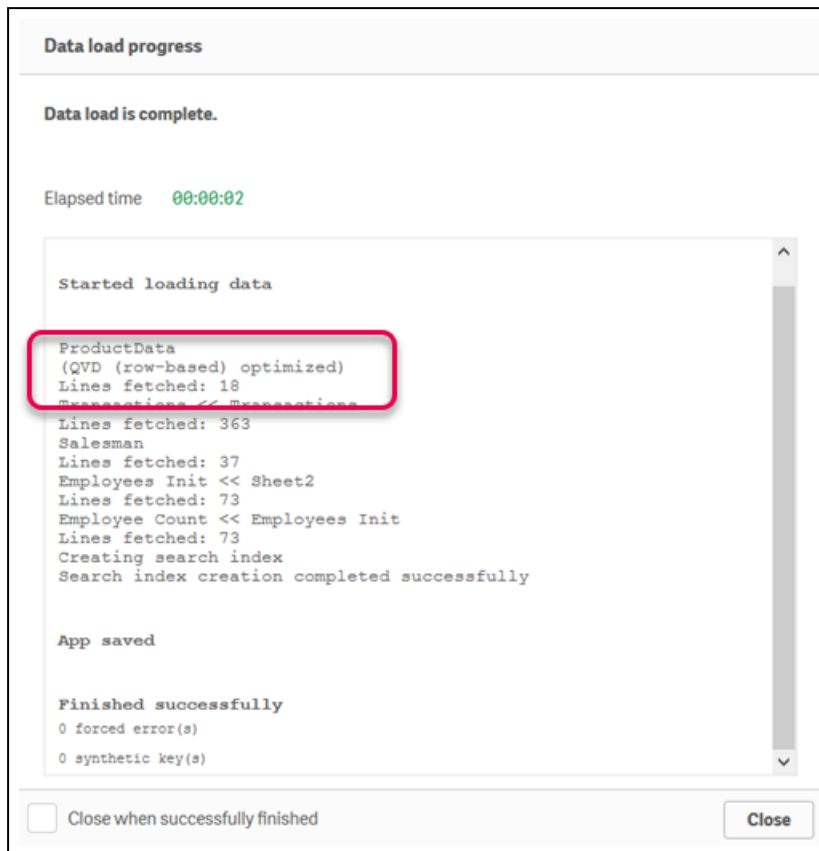 Data load progress
Data load is complete.
Elapsed time 00:00:02
Started loading data
ProductData
(QVD (row-based) optimized)
Lines fetched: 18
Transactions << Transactions
Lines fetched: 363
Salesman
Lines fetched: 37
Employees Init << Sheet2
Lines fetched: 73
Employee Count << Employees Init
Lines fetched: 73
Creating search index
Search index creation completed successfully
App saved
Finished successfully
0 forced error(s)
0 synthetic key(s)
Close when successfully finished
Close